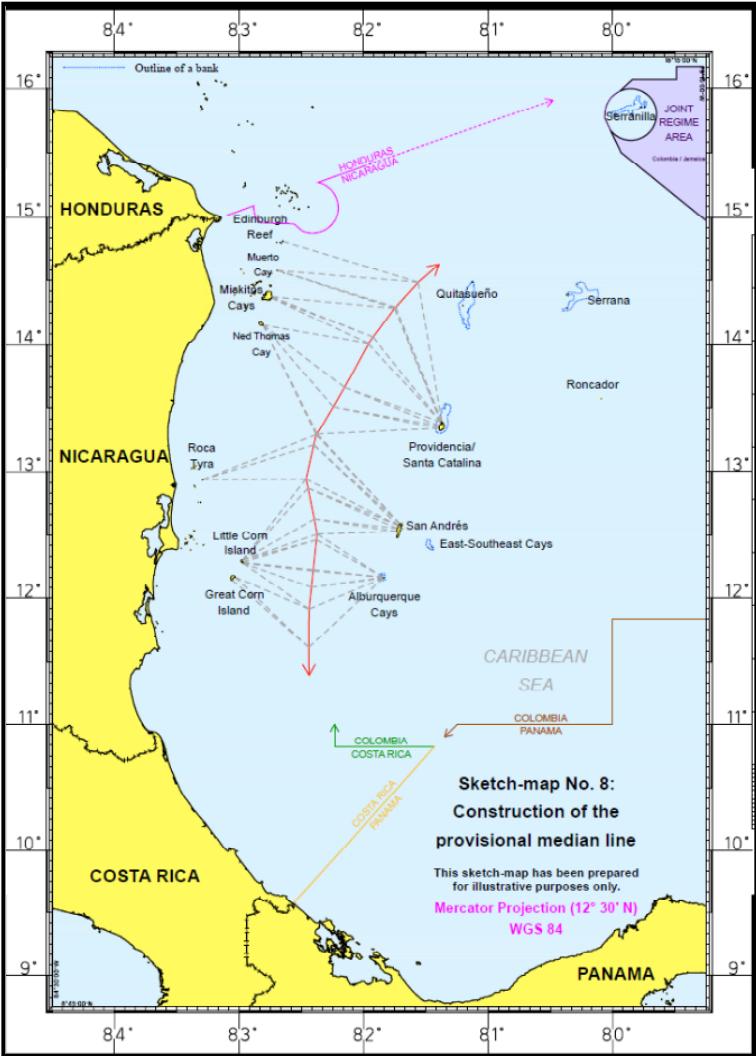 84˚ 83˚ 82˚ 81˚ 80˚
Outline of a bank
16˚ 16˚
Serranilla
JOINT
REGIME
AREA
Colombia / Jamaica
HONDURAS
NICARAGUA
15˚ 15˚
HONDURAS
Edinburgh
Reef
Muerto
Cay
Miskitos
Cays
Quitasueño
Serrana
14˚ 14˚
Ned Thomas
Cay
Roncador
Providencia/
Santa Catalina
Roca
Tyra
NICARAGUA
13˚ 13˚
San Andrés
East-Southeast Cays
Little Corn
Island
Great Corn
Island
Alburquerque
Cays
12˚ 12˚
CARIBBEAN
SEA
11˚ 11˚
COLOMBIA
PANAMA
COLOMBIA
COSTA RICA
COSTA RICA
PANAMA
Sketch-map No. 8:
Construction of the
provisional median line
This sketch-map has been prepared
for illustrative purposes only.
Mercator Projection (12° 30' N)
WGS 84
10˚ 10˚
COSTA RICA
PANAMA
9˚ 9˚
84˚ 83˚ 82˚ 81˚ 80˚